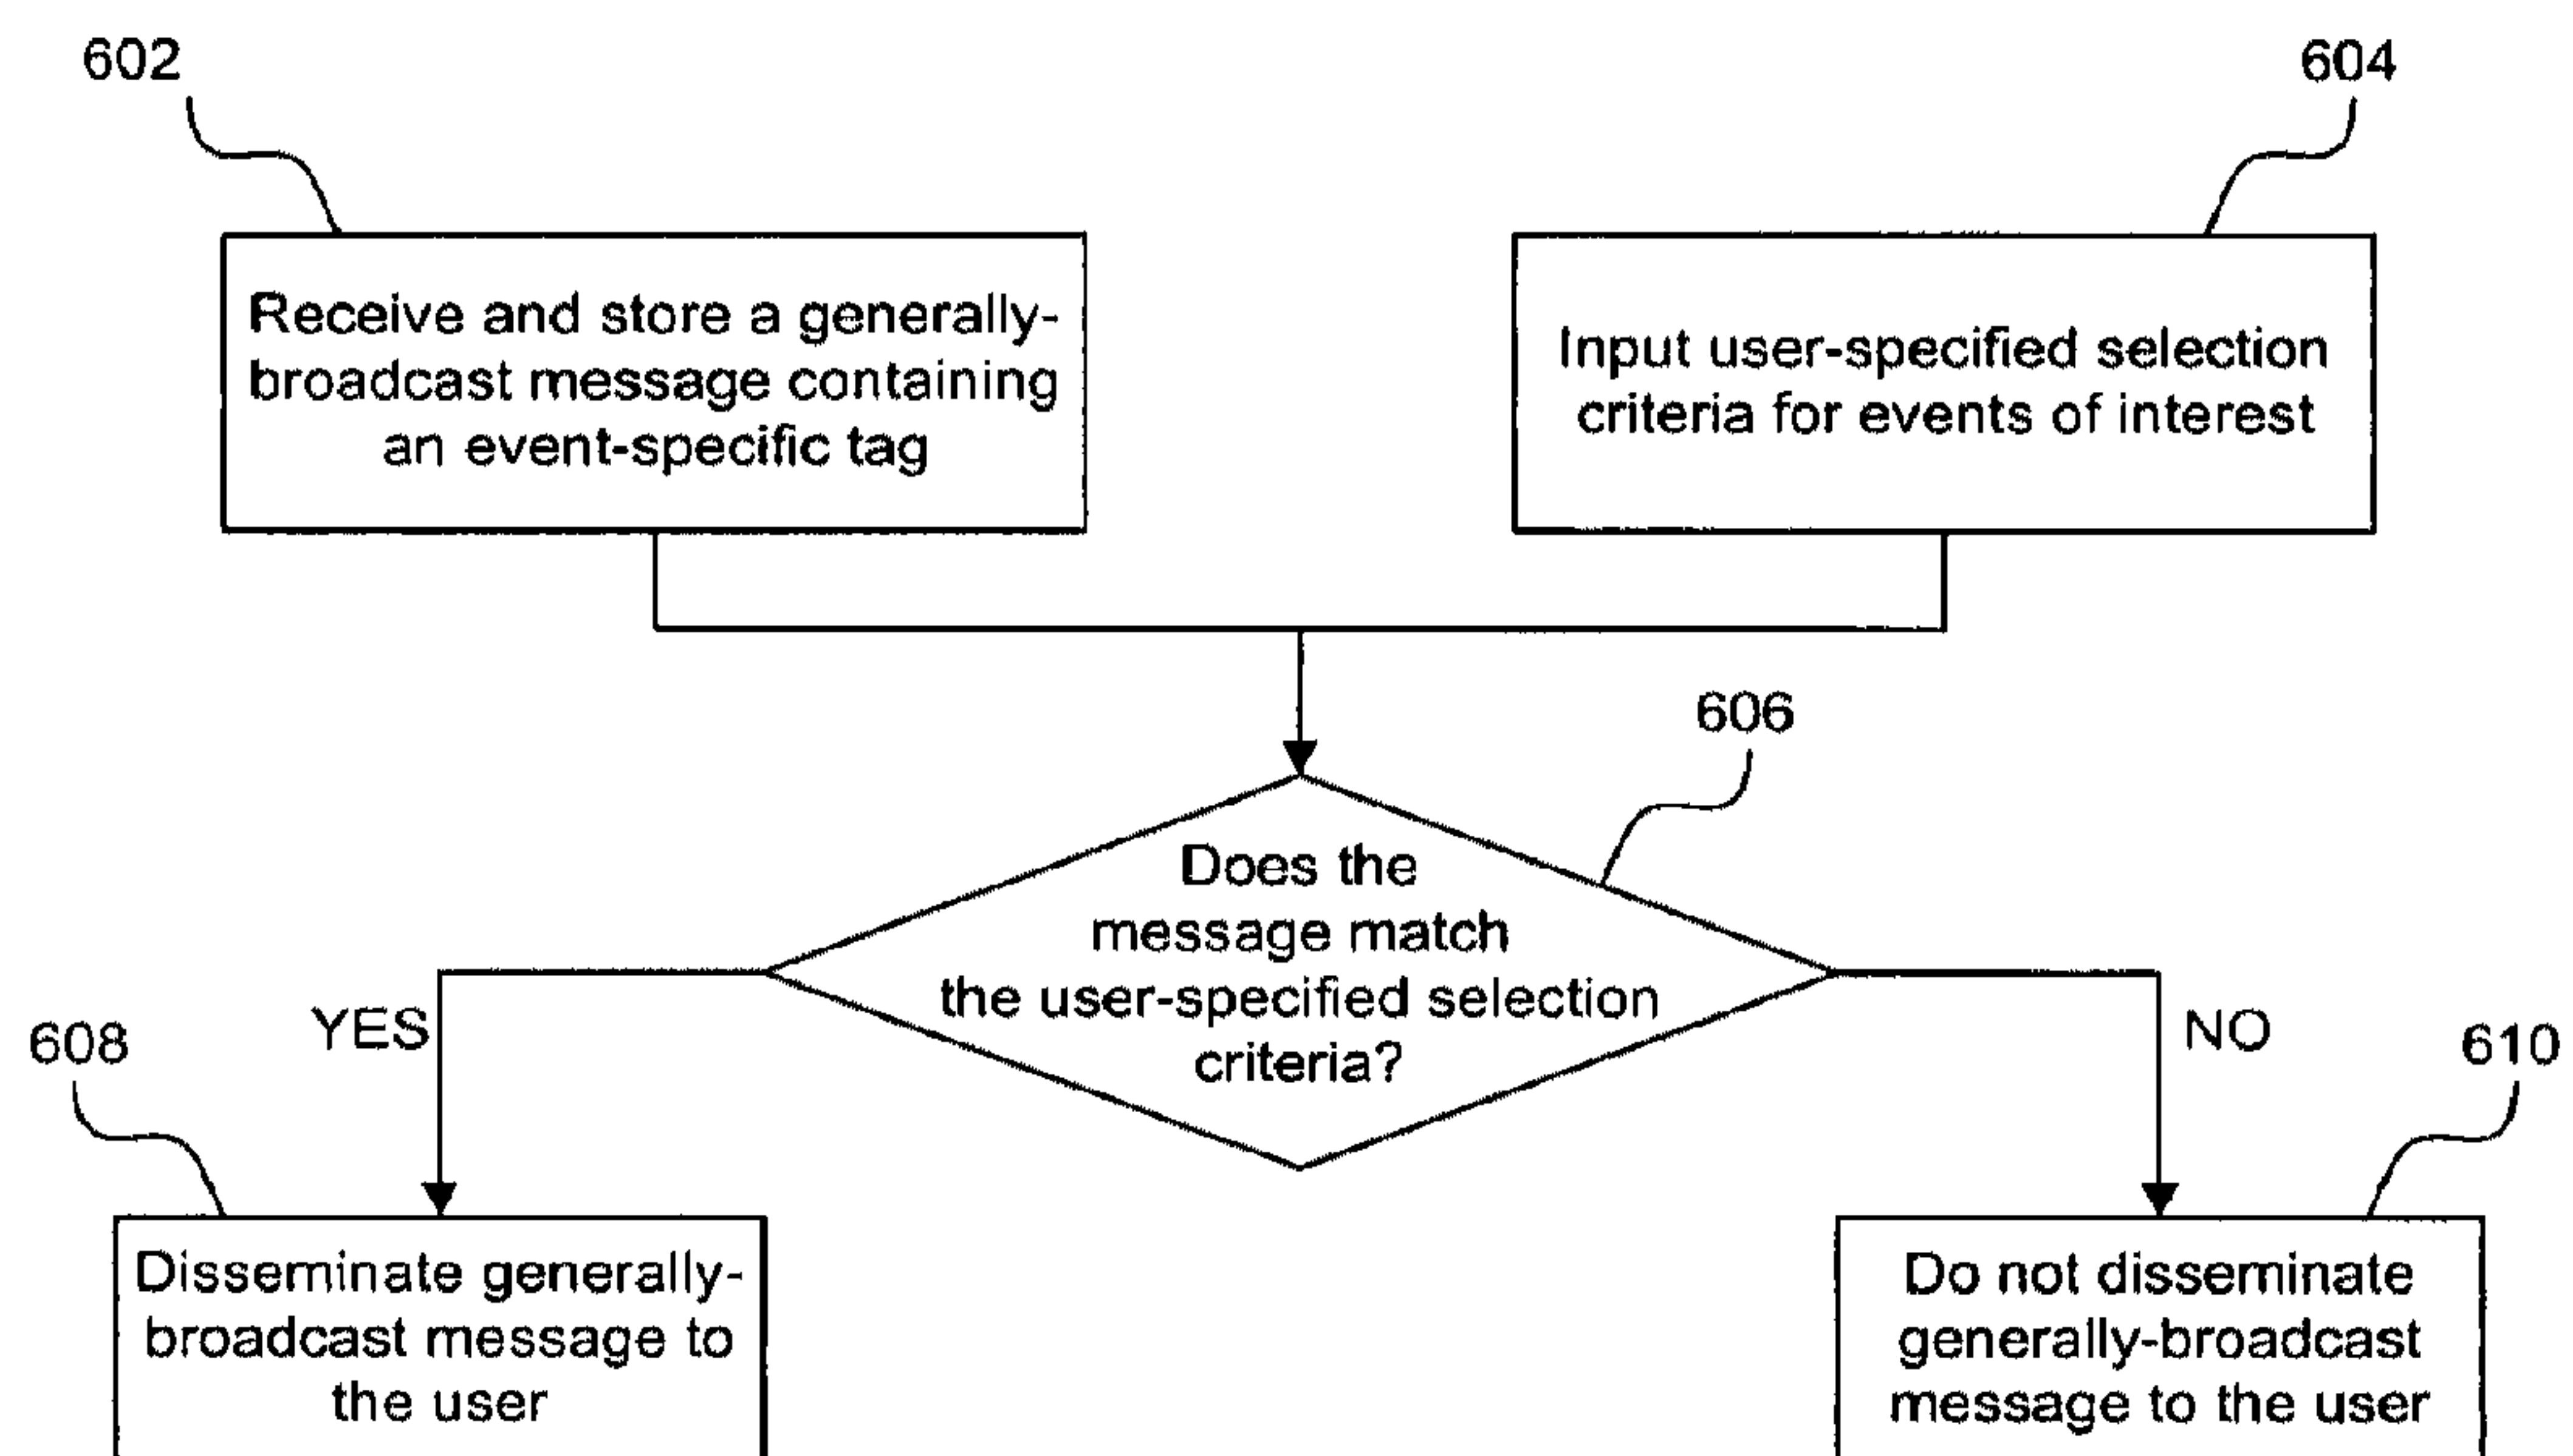 602
604
Receive and store a generally-
broadcast message containing
an event-specific tag
Input user-specified selection
criteria for events of interest
606
Does the
message match
the user-specified selection
criteria?
YES
NO
608
610
Disseminate generally-
broadcast message to
the user
Do not disseminate
generally-broadcast
message to the user